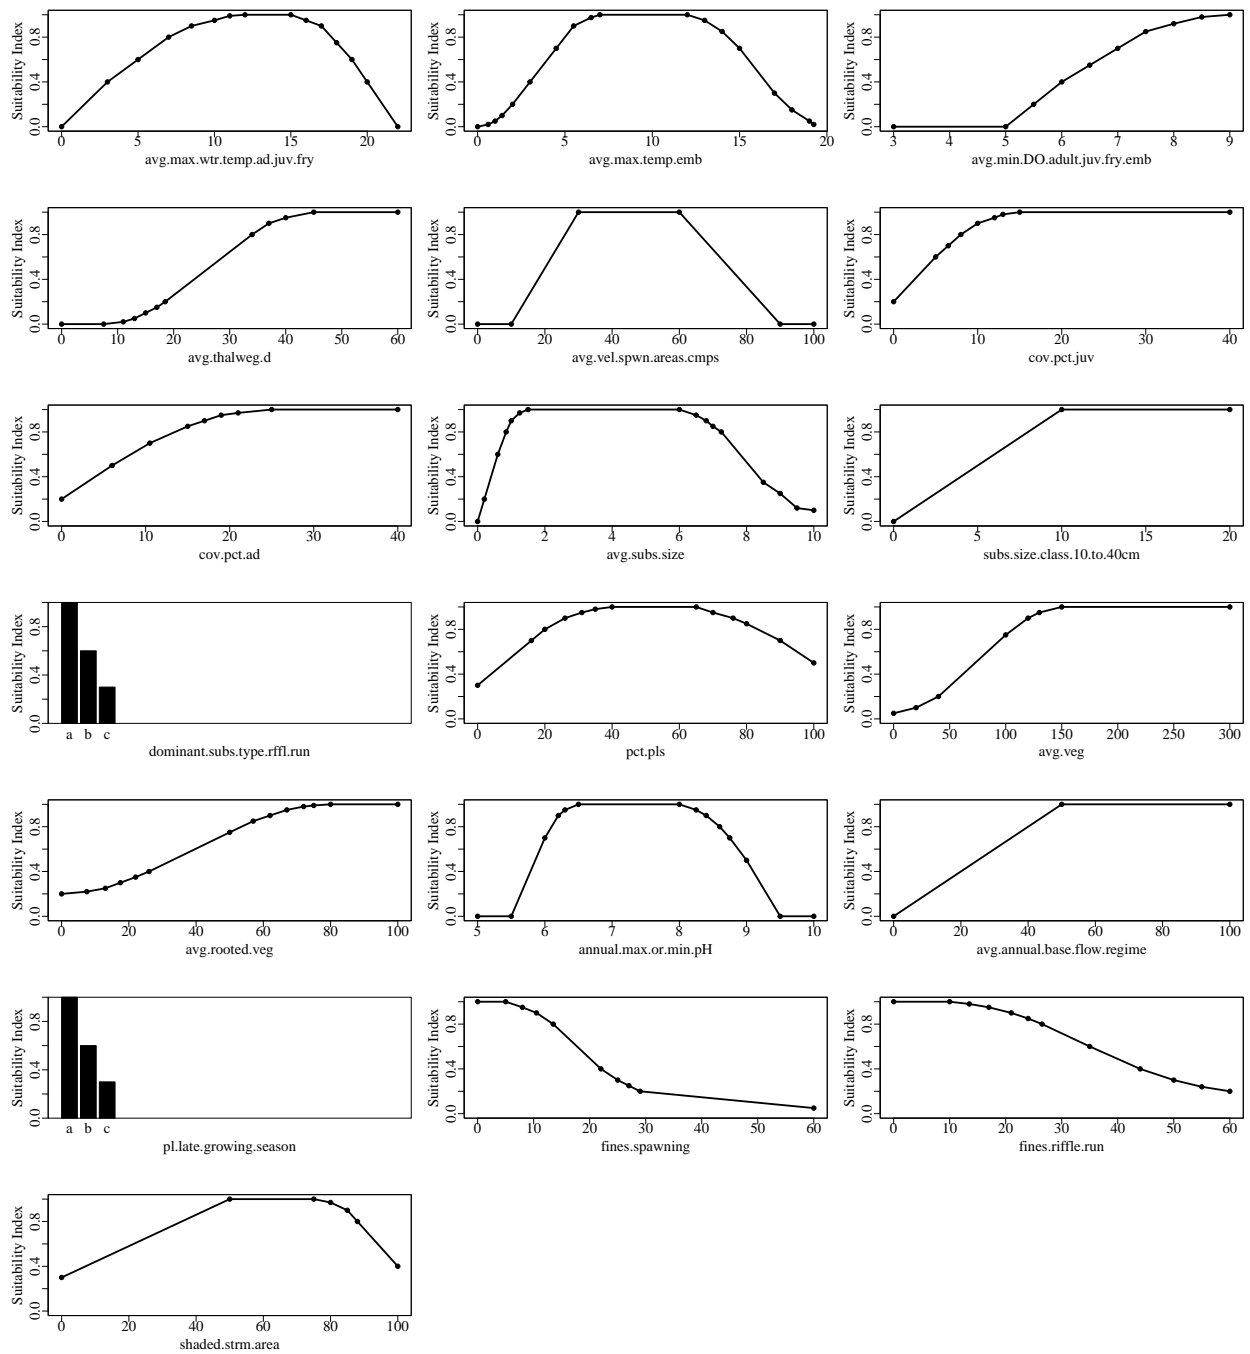 Suitability Index
0.0 0.4 0.8
0 5 10 15 20
avg.max.wtr.temp.ad.juv.fry
Suitability Index
0.0 0.4 0.8
0 5 10 15 20
avg.max.temp.emb
Suitability Index
0.0 0.4 0.8
3 4 5 6 7 8 9
avg.min.DO.adult.juv.fry.emb
Suitability Index
0.0 0.4 0.8
0 10 20 30 40 50 60
avg.thalweg.d
Suitability Index
0.0 0.4 0.8
0 20 40 60 80 100
avg.vel.spwn.areas.cmps
Suitability Index
0.0 0.4 0.8
0 10 20 30 40
cov.pct.juv
Suitability Index
0.0 0.4 0.8
0 10 20 30 40
cov.pct.ad
Suitability Index
0.0 0.4 0.8
0 2 4 6 8 10
avg.subs.size
Suitability Index
0.0 0.4 0.8
0 5 10 15 20
subs.size.class.10.to.40cm
Suitability Index
0.0 0.4 0.8
a b c
dominant.subs.type.rffl.run
Suitability Index
0.0 0.4 0.8
0 20 40 60 80 100
pct.pls
Suitability Index
0.0 0.4 0.8
0 50 100 150 200 250 300
avg.veg
Suitability Index
0.0 0.4 0.8
0 20 40 60 80 100
avg.rooted.veg
Suitability Index
0.0 0.4 0.8
5 6 7 8 9 10
annual.max.or.min.pH
Suitability Index
0.0 0.4 0.8
0 20 40 60 80 100
avg.annual.base.flow.regime
Suitability Index
0.0 0.4 0.8
a b c
pl.late.growing.season
Suitability Index
0.0 0.4 0.8
0 10 20 30 40 50 60
fines.spawning
Suitability Index
0.0 0.4 0.8
0 10 20 30 40 50 60
fines.riffle.run
Suitability Index
0.0 0.4 0.8
0 20 40 60 80 100
shaded.strm.area